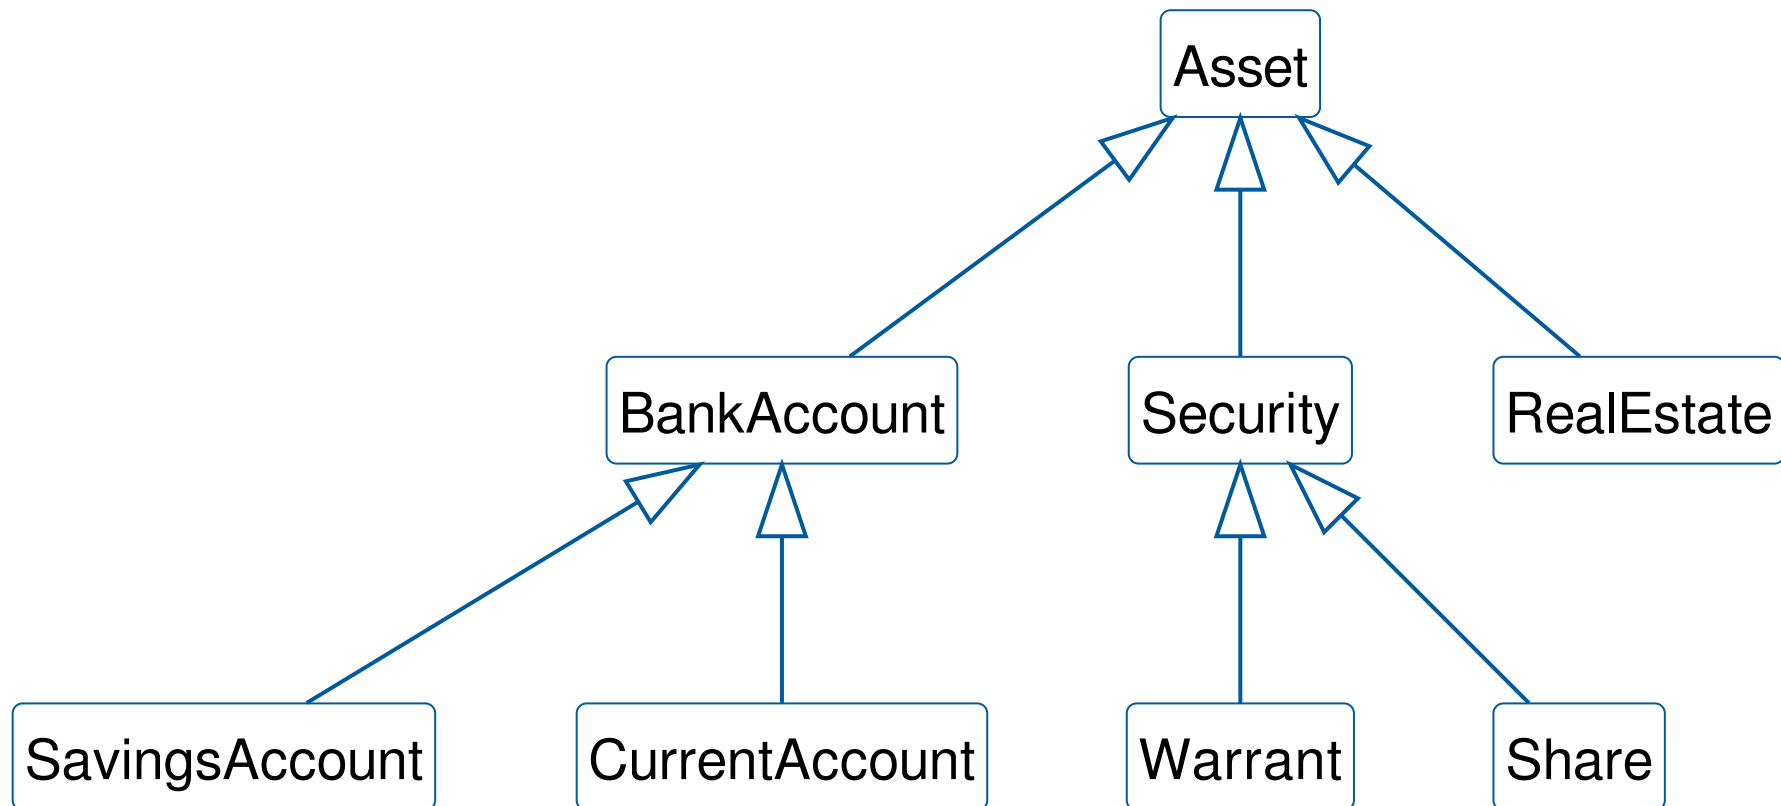 Asset
BankAccount
Security
RealEstate
SavingsAccount
CurrentAccount
Warrant
Share